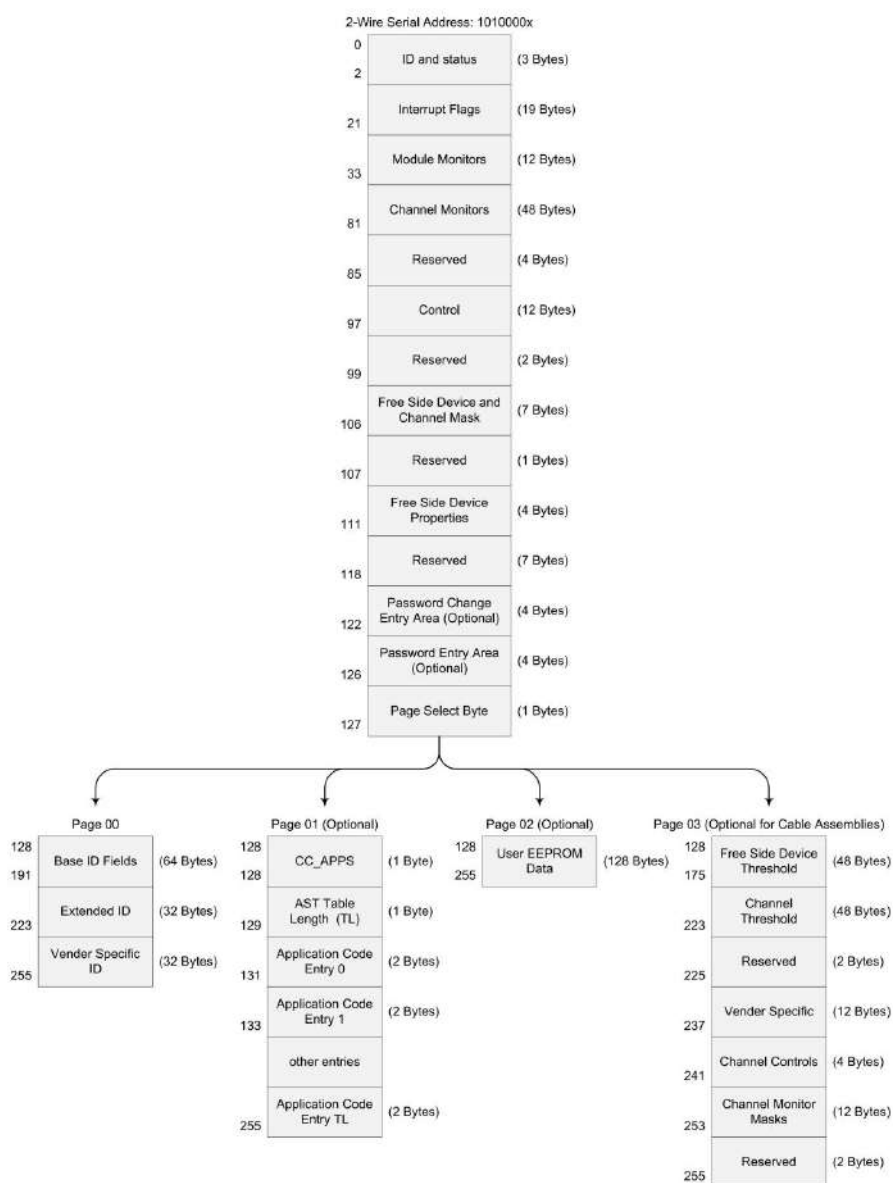 2-Wire Serial Address: 1010000x
0
ID and status
(3 Bytes)
2
Interrupt Flags
(19 Bytes)
21
Module Monitors
(12 Bytes)
33
Channel Monitors
(48 Bytes)
81
Reserved
(4 Bytes)
85
Control
(12 Bytes)
97
Reserved
(2 Bytes)
99
Free Side Device and
Channel Mask
(7 Bytes)
106
Reserved
(1 Bytes)
107
Free Side Device
Properties
(4 Bytes)
111
Reserved
(7 Bytes)
118
Password Change
Entry Area (Optional)
(4 Bytes)
122
Password Entry Area
(Optional)
(4 Bytes)
126
Page Select Byte
(1 Bytes)
127
Page 00
128
Base ID Fields
(64 Bytes)
191
Extended ID
(32 Bytes)
223
Vender Specific
ID
(32 Bytes)
255
Page 01 (Optional)
128
CC_APPS
(1 Byte)
128
AST Table
Length (TL)
(1 Byte)
129
Application Code
Entry 0
(2 Bytes)
131
Application Code
Entry 1
(2 Bytes)
133
other entries
Application Code
Entry TL
(2 Bytes)
255
Page 02 (Optional)
128
User EEPROM
Data
(128 Bytes)
255
Page 03 (Optional for Cable Assemblies)
128
Free Side Device
Threshold
(48 Bytes)
175
Channel
Threshold
(48 Bytes)
223
Reserved
(2 Bytes)
225
Vender Specific
(12 Bytes)
237
Channel Controls
(4 Bytes)
241
Channel Monitor
Masks
(12 Bytes)
253
Reserved
(2 Bytes)
255